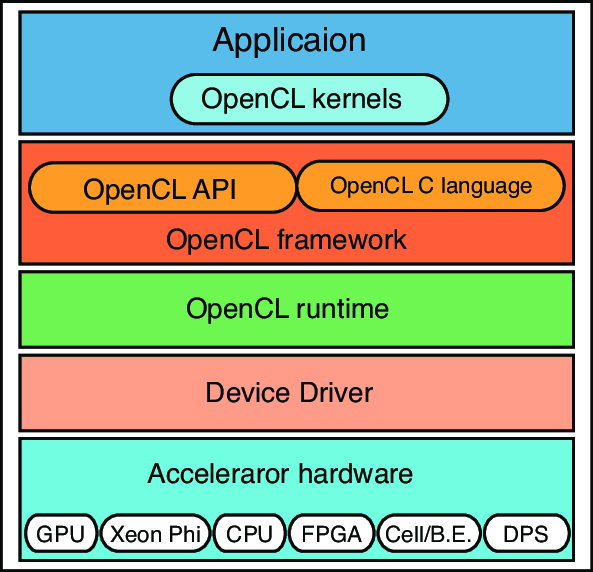 Applicaion
OpenCL kernels
OpenCL API
OpenCL C language
OpenCL framework
OpenCL runtime
Device Driver
Acceleraror hardware
GPU
Xeon Phi
CPU
FPGA
Cell/B.E.
DPS